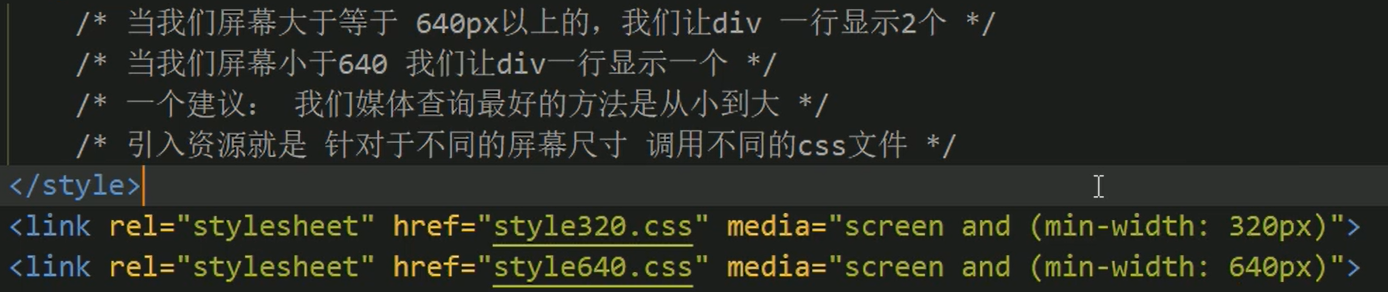 /* 当我们屏幕大于等于 640px以上的，我们让div 一行显示2个 */
/* 当我们屏幕小于640 我们让div一行显示一个 */
/* 一个建议： 我们媒体查询最好的方法是从小到大 */
/* 引入资源就是 针对于不同的屏幕尺寸 调用不同的css文件 */
</style>
<link rel="stylesheet" href="style320.css" media="screen and (min-width: 320px)">
<link rel="stylesheet" href="style640.css" media="screen and (min-width: 640px)">